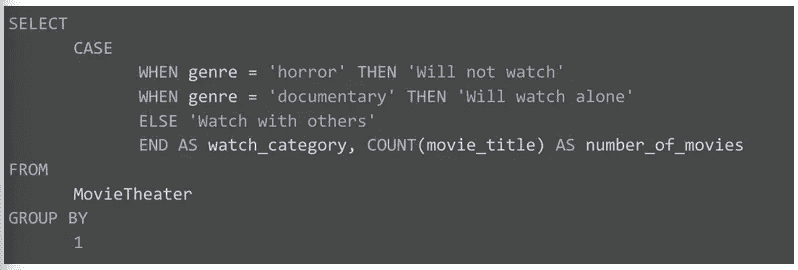 SELECT
CASE
WHEN genre = 'horror' THEN 'Will not watch'
WHEN genre = 'documentary' THEN 'Will watch alone'
ELSE 'Watch with others'
END AS watch_category, COUNT(movie_title) AS number_of_movies
FROM
MovieTheater
GROUP BY
1